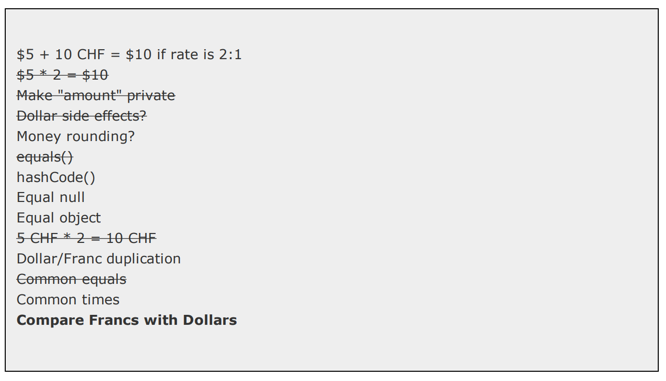 $5 + 10 CHF = $10 if rate is 2:1
$5 * 2 = $10
Make "amount" private
Dollar side effects?
Money rounding?
equals()
hashCode()
Equal null
Equal object
5 CHF * 2 = 10 CHF
Dollar/Franc duplication
Common equals
Common times
Compare Francs with Dollars